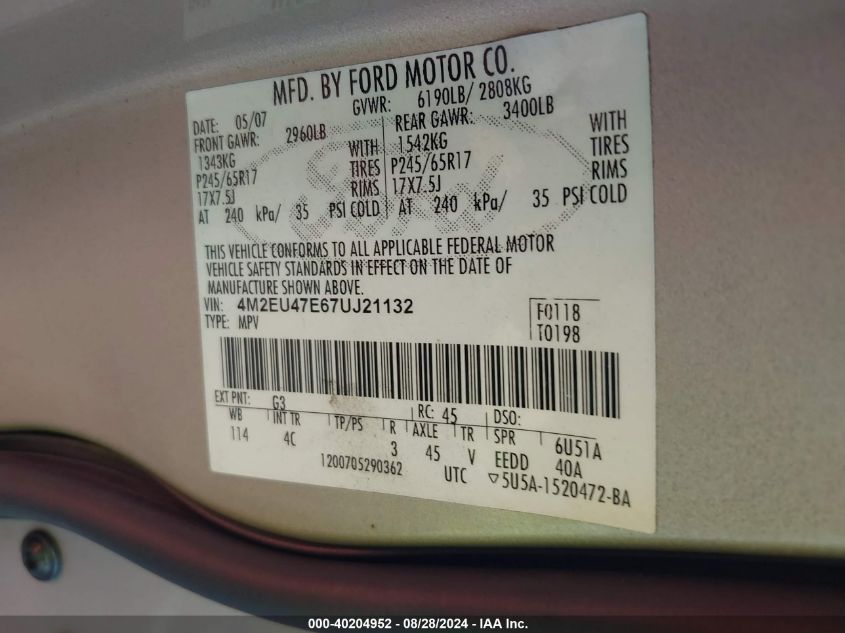 MFD. BY FORD MOTOR CO.
DATE: 05/07 GVWR: 6190LB/ 2808KG
FRONT GAWR: 2960LB REAR GAWR: 3400LB
1343KG WITH 1542KG WITH
P245/65R17 TIRES P245/65R17 TIRES
17X7.5J RIMS 17X7.5J RIMS
AT 240 kPa/ 35 PSI COLD AT 240 kPa/ 35 PSI COLD
THIS VEHICLE CONFORMS TO ALL APPLICABLE FEDERAL MOTOR
VEHICLE SAFETY STANDARDS IN EFFECT ON THE DATE OF
MANUFACTURE SHOWN ABOVE.
VIN: 4M2EU47E67UJ21132 F0118
TYPE: MPV T0198
EXT PNT: G3 RC: 45 DSO:
WB INT TR TP/PS R AXLE TR SPR 6U51A
114 4C 3 45 V EEDD 40A
1200705290362 UTC ▽5U5A-1520472-BA
000-40204952 | 08/28/2024 - IAA Inc.